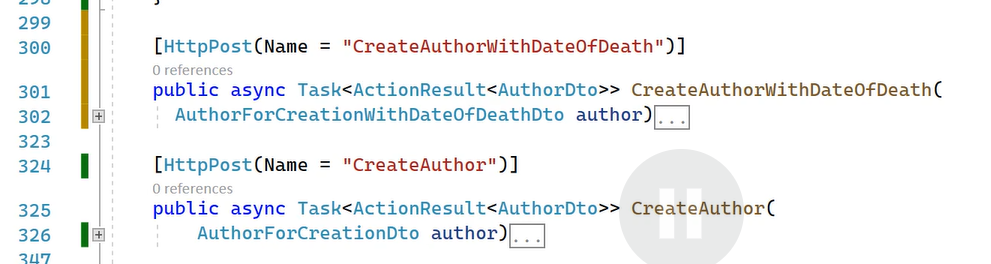 298 }
299
300 [HttpPost(Name = "CreateAuthorWithDateOfDeath")]
0 references
301 public async Task<ActionResult<AuthorDto>> CreateAuthorWithDateOfDeath(
302 AuthorForCreationWithDateOfDeathDto author)...
323
324 [HttpPost(Name = "CreateAuthor")]
0 references
325 public async Task<ActionResult<AuthorDto>> CreateAuthor(
326 AuthorForCreationDto author)...
347